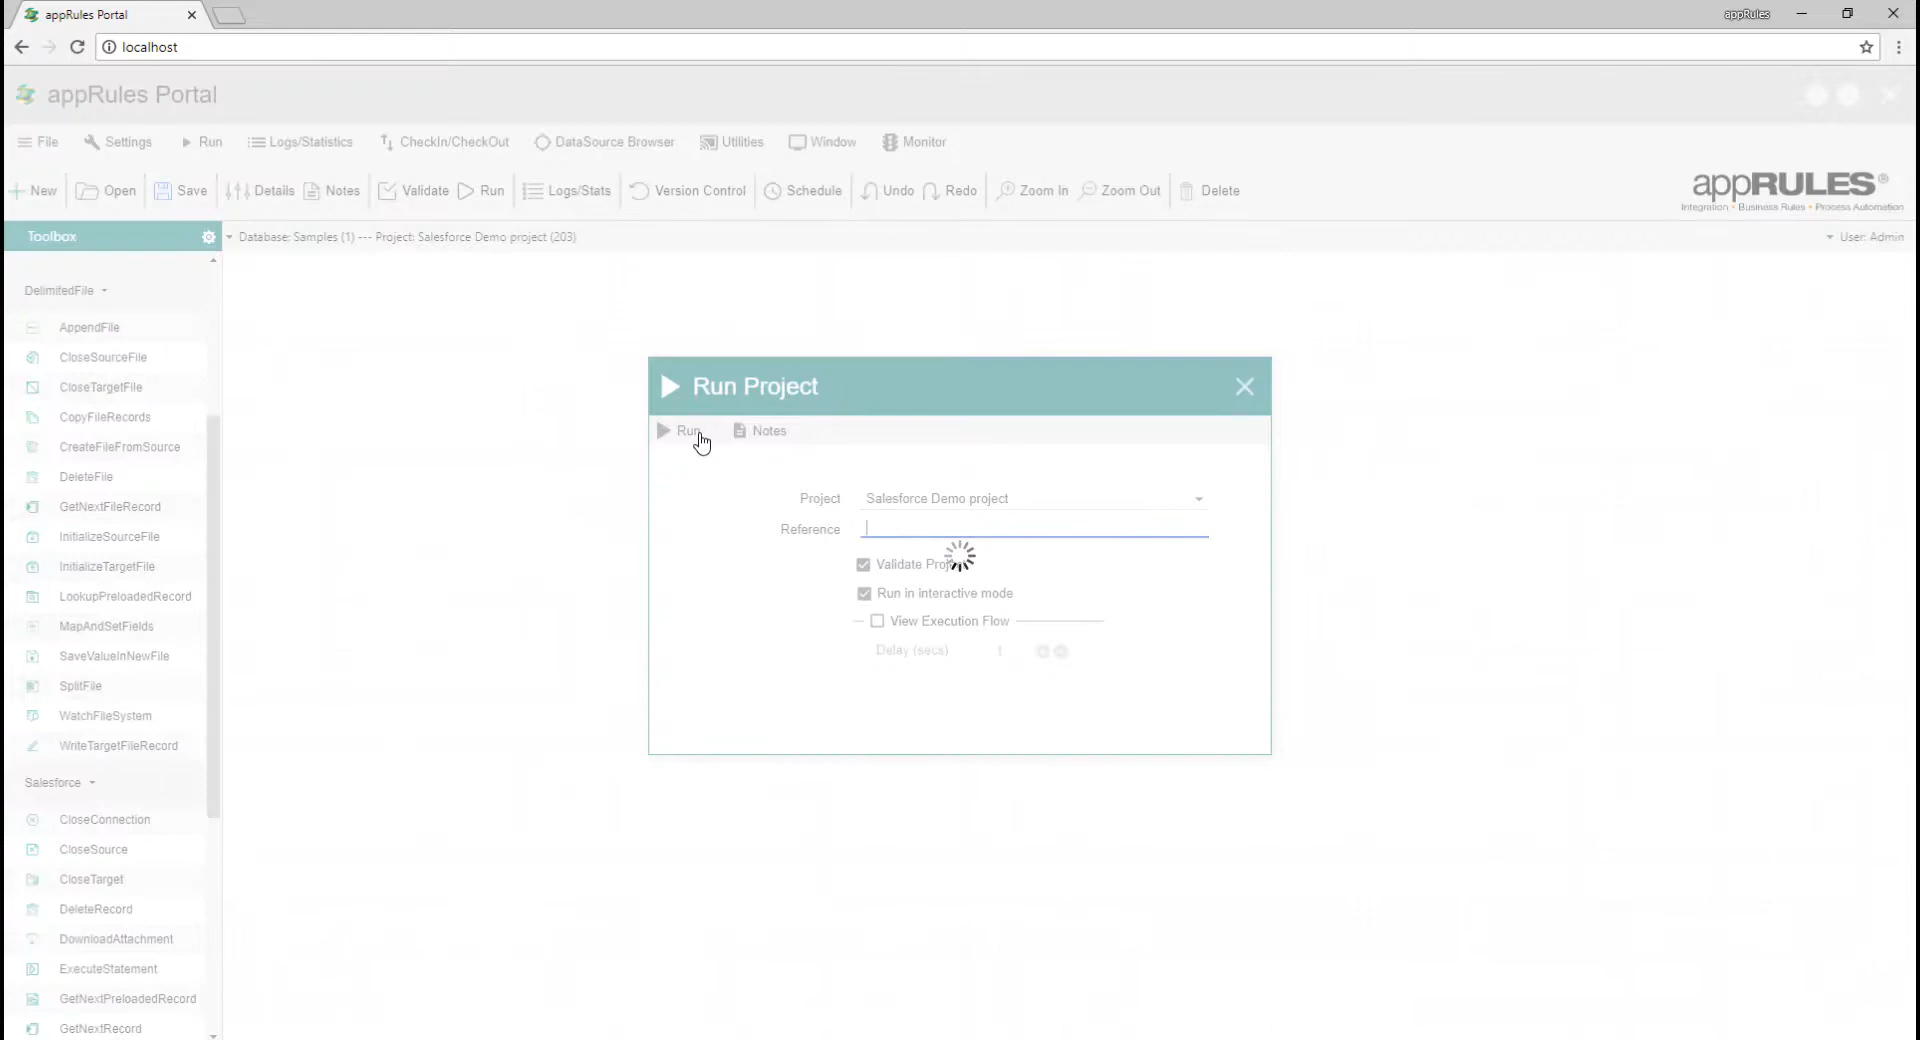 appRules Portal
appRules
localhost
appRules Portal
File Settings Run Logs/Statistics CheckIn/CheckOut DataSource Browser Utilities Window Monitor
New Open Save Details Notes Validate Run Logs/Stats Version Control Schedule Undo Redo Zoom In Zoom Out Delete
appRULES®
Integration • Business Rules • Process Automation
Toolbox
Database: Samples (1) --- Project: Salesforce Demo project (203)
User: Admin
DelimitedFile
AppendFile
CloseSourceFile
CloseTargetFile
CopyFileRecords
CreateFileFromSource
DeleteFile
GetNextFileRecord
InitializeSourceFile
InitializeTargetFile
LookupPreloadedRecord
MapAndSetFields
SaveValueInNewFile
SplitFile
WatchFileSystem
WriteTargetFileRecord
Salesforce
CloseConnection
CloseSource
CloseTarget
DeleteRecord
DownloadAttachment
ExecuteStatement
GetNextPreloadedRecord
GetNextRecord
Run Project
Run Notes
Project Salesforce Demo project
Reference
Validate Project
Run in interactive mode
View Execution Flow
Delay (secs) 1